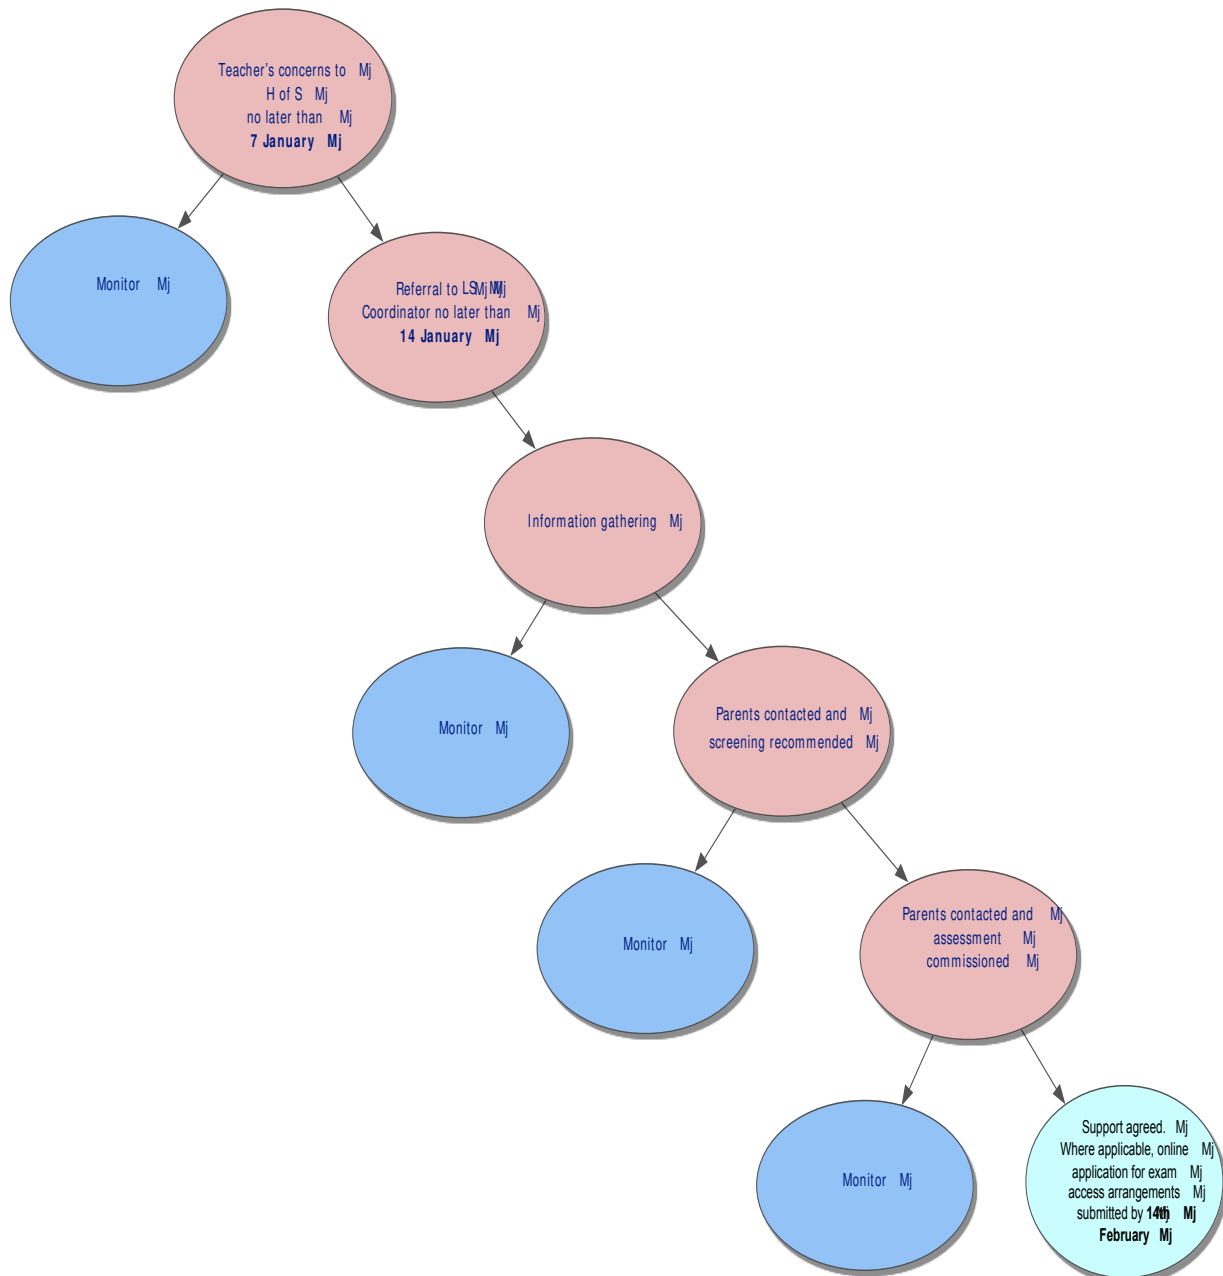 Teacher's concerns to Mj
H of S Mj
no later than Mj
7 January Mj
Monitor Mj
Referral to LS Mj Mj
Coordinator no later than Mj
14 January Mj
Information gathering Mj
Monitor Mj
Parents contacted and Mj
screening recommended Mj
Monitor Mj
Parents contacted and Mj
assessment Mj
commissioned Mj
Monitor Mj
Support agreed. Mj
Where applicable, online Mj
application for exam Mj
access arrangements Mj
submitted by 14th Mj
February Mj